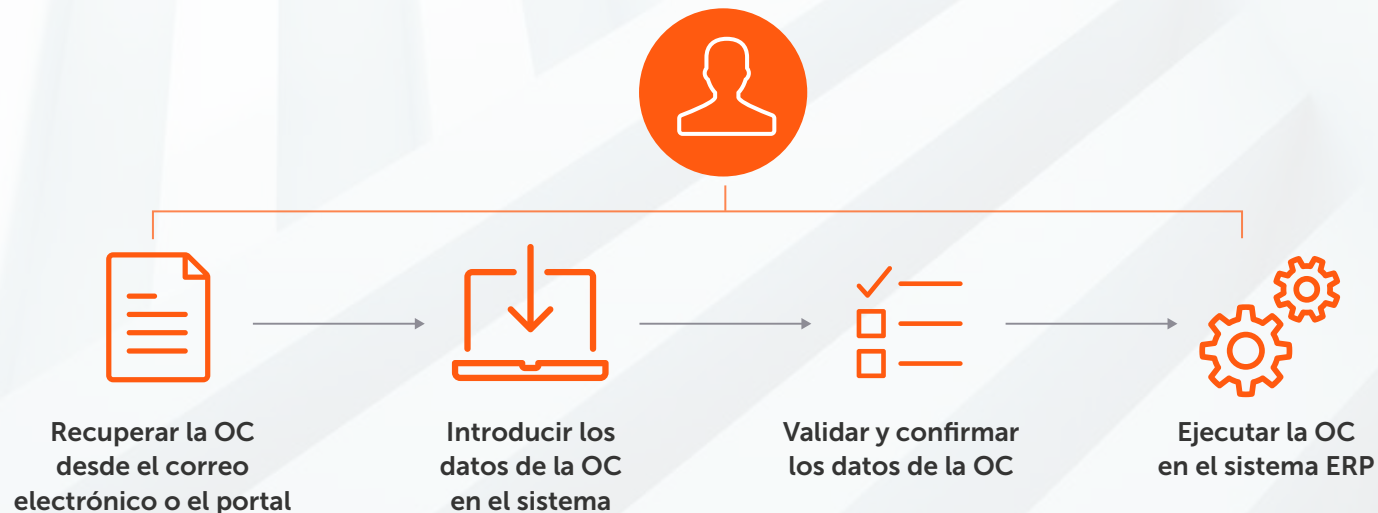 Recuperar la OC
desde el correo
electrónico o el portal
Introducir los
datos de la OC
en el sistema
Validar y confirmar
los datos de la OC
Ejecutar la OC
en el sistema ERP